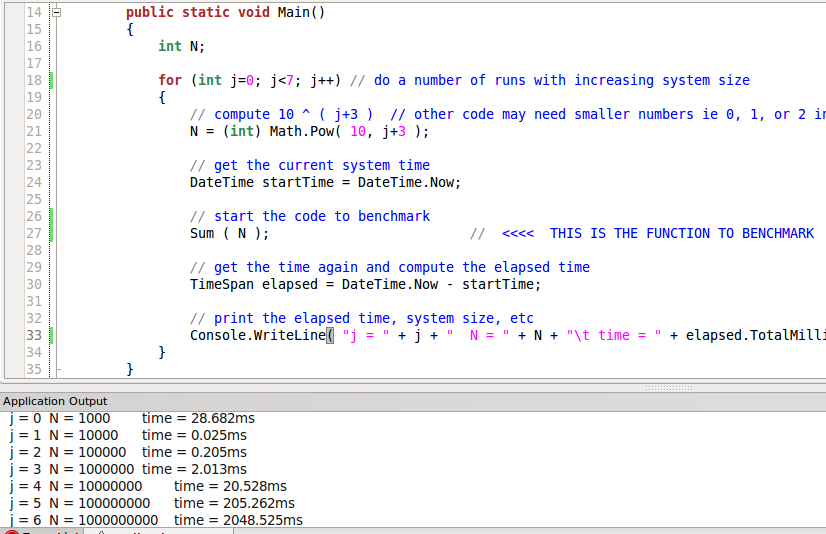 14 public static void Main()
15 {
16 int N;
17
18 for (int j=0; j<7; j++) // do a number of runs with increasing system size
19 {
20 // compute 10 ^ ( j+3 ) // other code may need smaller numbers ie 0, 1, or 2 in
21 N = (int) Math.Pow( 10, j+3 );
22
23 // get the current system time
24 DateTime startTime = DateTime.Now;
25
26 // start the code to benchmark
27 Sum ( N ); // <<<< THIS IS THE FUNCTION TO BENCHMARK
28
29 // get the time again and compute the elapsed time
30 TimeSpan elapsed = DateTime.Now - startTime;
31
32 // print the elapsed time, system size, etc
33 Console.WriteLine( "j = " + j + " N = " + N + "\t time = " + elapsed.TotalMilli
34 }
35 }
Application Output
j = 0 N = 1000 time = 28.682ms
j = 1 N = 10000 time = 0.025ms
j = 2 N = 100000 time = 0.205ms
j = 3 N = 1000000 time = 2.013ms
j = 4 N = 10000000 time = 20.528ms
j = 5 N = 100000000 time = 205.262ms
j = 6 N = 1000000000 time = 2048.525ms